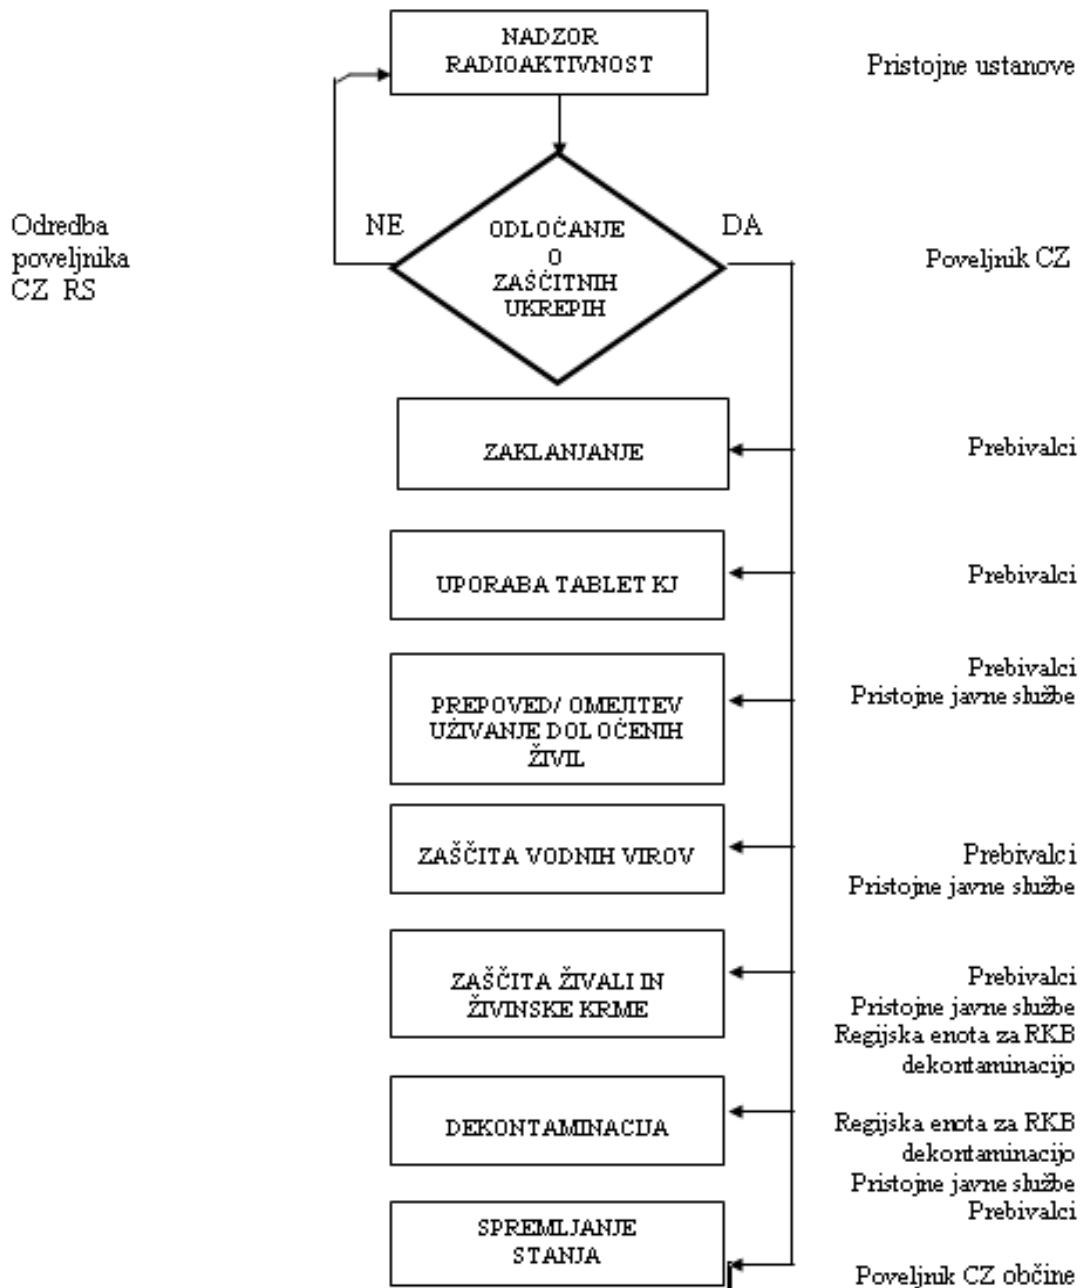 NADZOR
RADIOAKTIVNOST
Pristojne ustanove
Odredba
poveljnika
CZ RS
NE
ODLOČANJE
O
ZAŠČITNIH
UKREPIH
DA
Poveljnik CZ
ZAKLANJANJE
Prebivalci
UPORABA TABLET KJ
Prebivalci
PREPOVED/ OMEJITEV
UŽIVANJE DOLOČENIH
ŽIVIL
Prebivalci
Pristojne javne službe
ZAŠČITA VODNIH VIROV
Prebivalci
Pristojne javne službe
ZAŠČITA ŽIVALI IN
ŽIVINSKE KRME
Prebivalci
Pristojne javne službe
Regijska enota za RKB
dekontaminacijo
DEKONTAMINACIJA
Regijska enota za RKB
dekontaminacijo
Pristojne javne službe
Prebivalci
SPREMLJANJE
STANJA
Poveljnik CZ občine